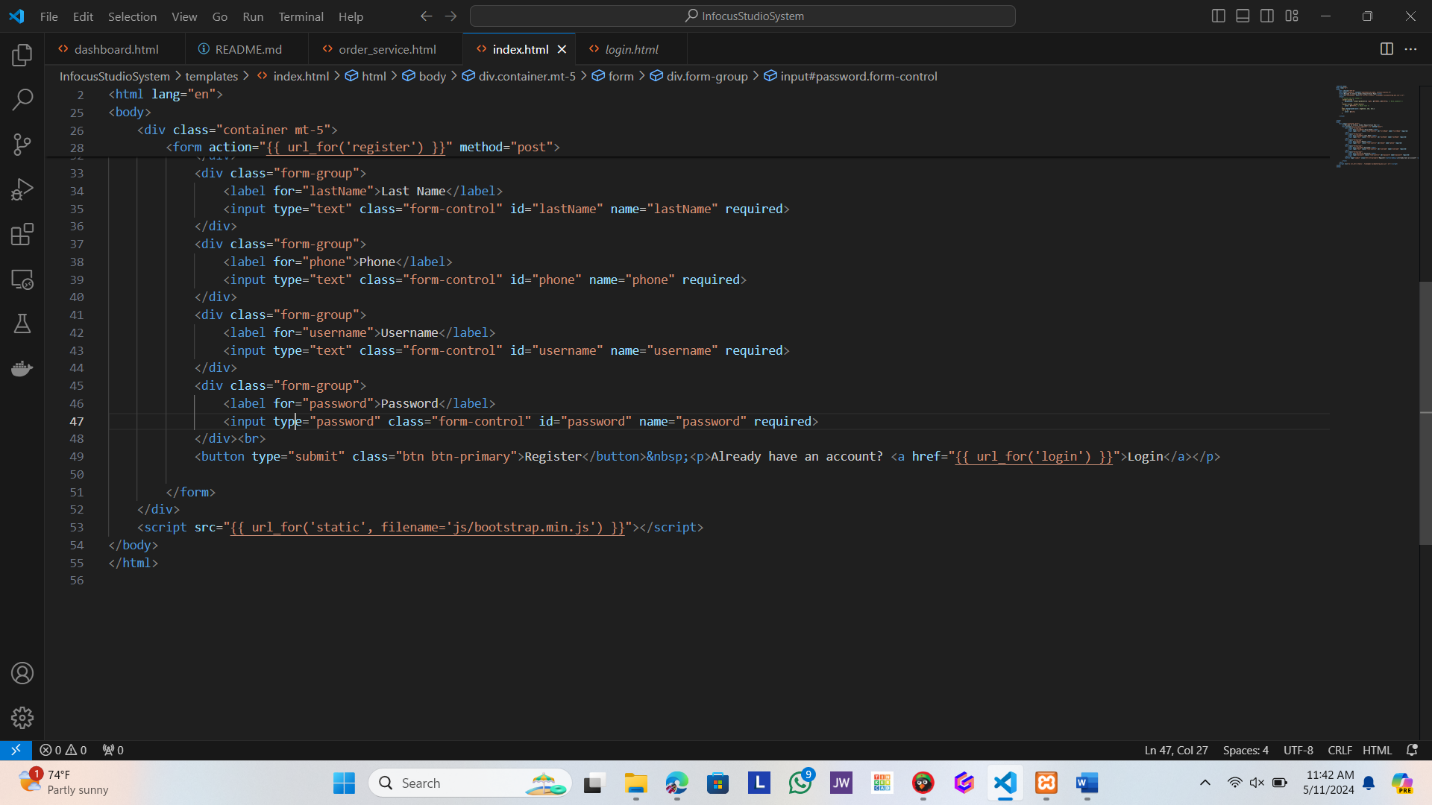 File Edit Selection View Go Run Terminal Help InfocusStudioSystem
dashboard.html README.md order_service.html index.html login.html
InfocusStudioSystem > templates > index.html > html > body > div.container.mt-5 > form > div.form-group > input#password.form-control
2 <html lang="en">
25 <body>
26 <div class="container mt-5">
28 <form action="{{ url_for('register') }}" method="post">
32 </div>
33 <div class="form-group">
34 <label for="lastName">Last Name</label>
35 <input type="text" class="form-control" id="lastName" name="lastName" required>
36 </div>
37 <div class="form-group">
38 <label for="phone">Phone</label>
39 <input type="text" class="form-control" id="phone" name="phone" required>
40 </div>
41 <div class="form-group">
42 <label for="username">Username</label>
43 <input type="text" class="form-control" id="username" name="username" required>
44 </div>
45 <div class="form-group">
46 <label for="password">Password</label>
47 <input type="password" class="form-control" id="password" name="password" required>
48 </div><br>
49 <button type="submit" class="btn btn-primary">Register</button>&nbsp;<p>Already have an account? <a href="{{ url_for('login') }}">Login</a></p>
50
51 </form>
52 </div>
53 <script src="{{ url_for('static', filename='js/bootstrap.min.js') }}"></script>
54 </body>
55 </html>
56
0 0 0 Ln 47, Col 27 Spaces: 4 UTF-8 CRLF HTML
1 74°F
Partly sunny
Search
L
9
JW
PRE
11:42 AM
5/11/2024